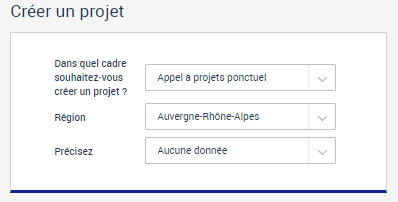 Créer un projet
Dans quel cadre
souhaitez-vous
créer un projet ?
Appel à projets ponctuel
Région
Auvergne-Rhône-Alpes
Précisez
Aucune donnée